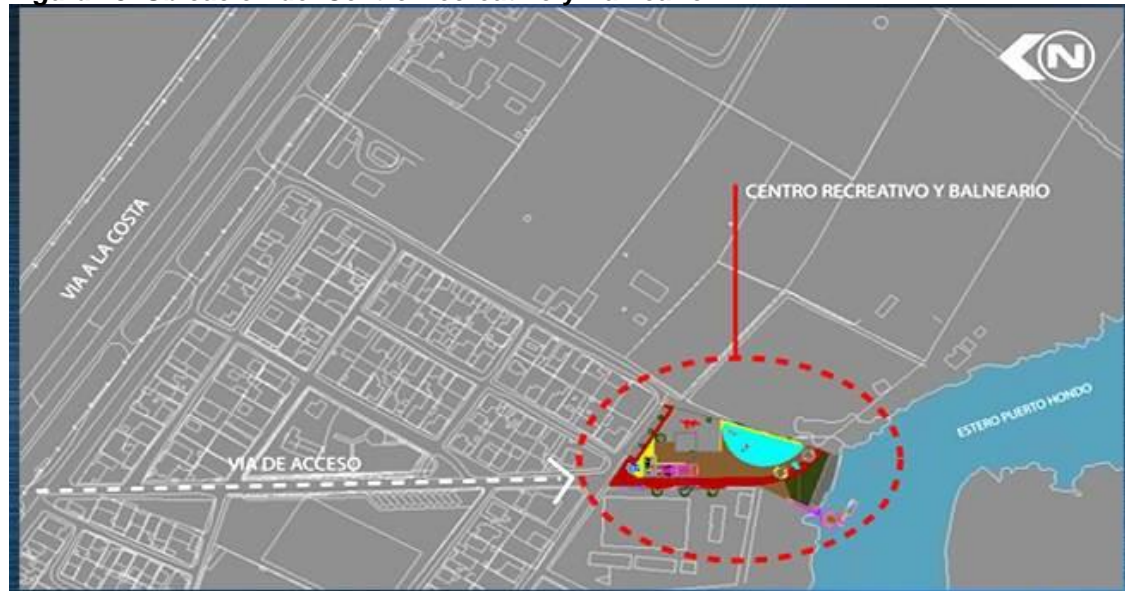 N
CENTRO RECREATIVO Y BALNEARIO
VIA A LA COSTA
ESTERO PUERTO HONDO
VIA DE ACCESO